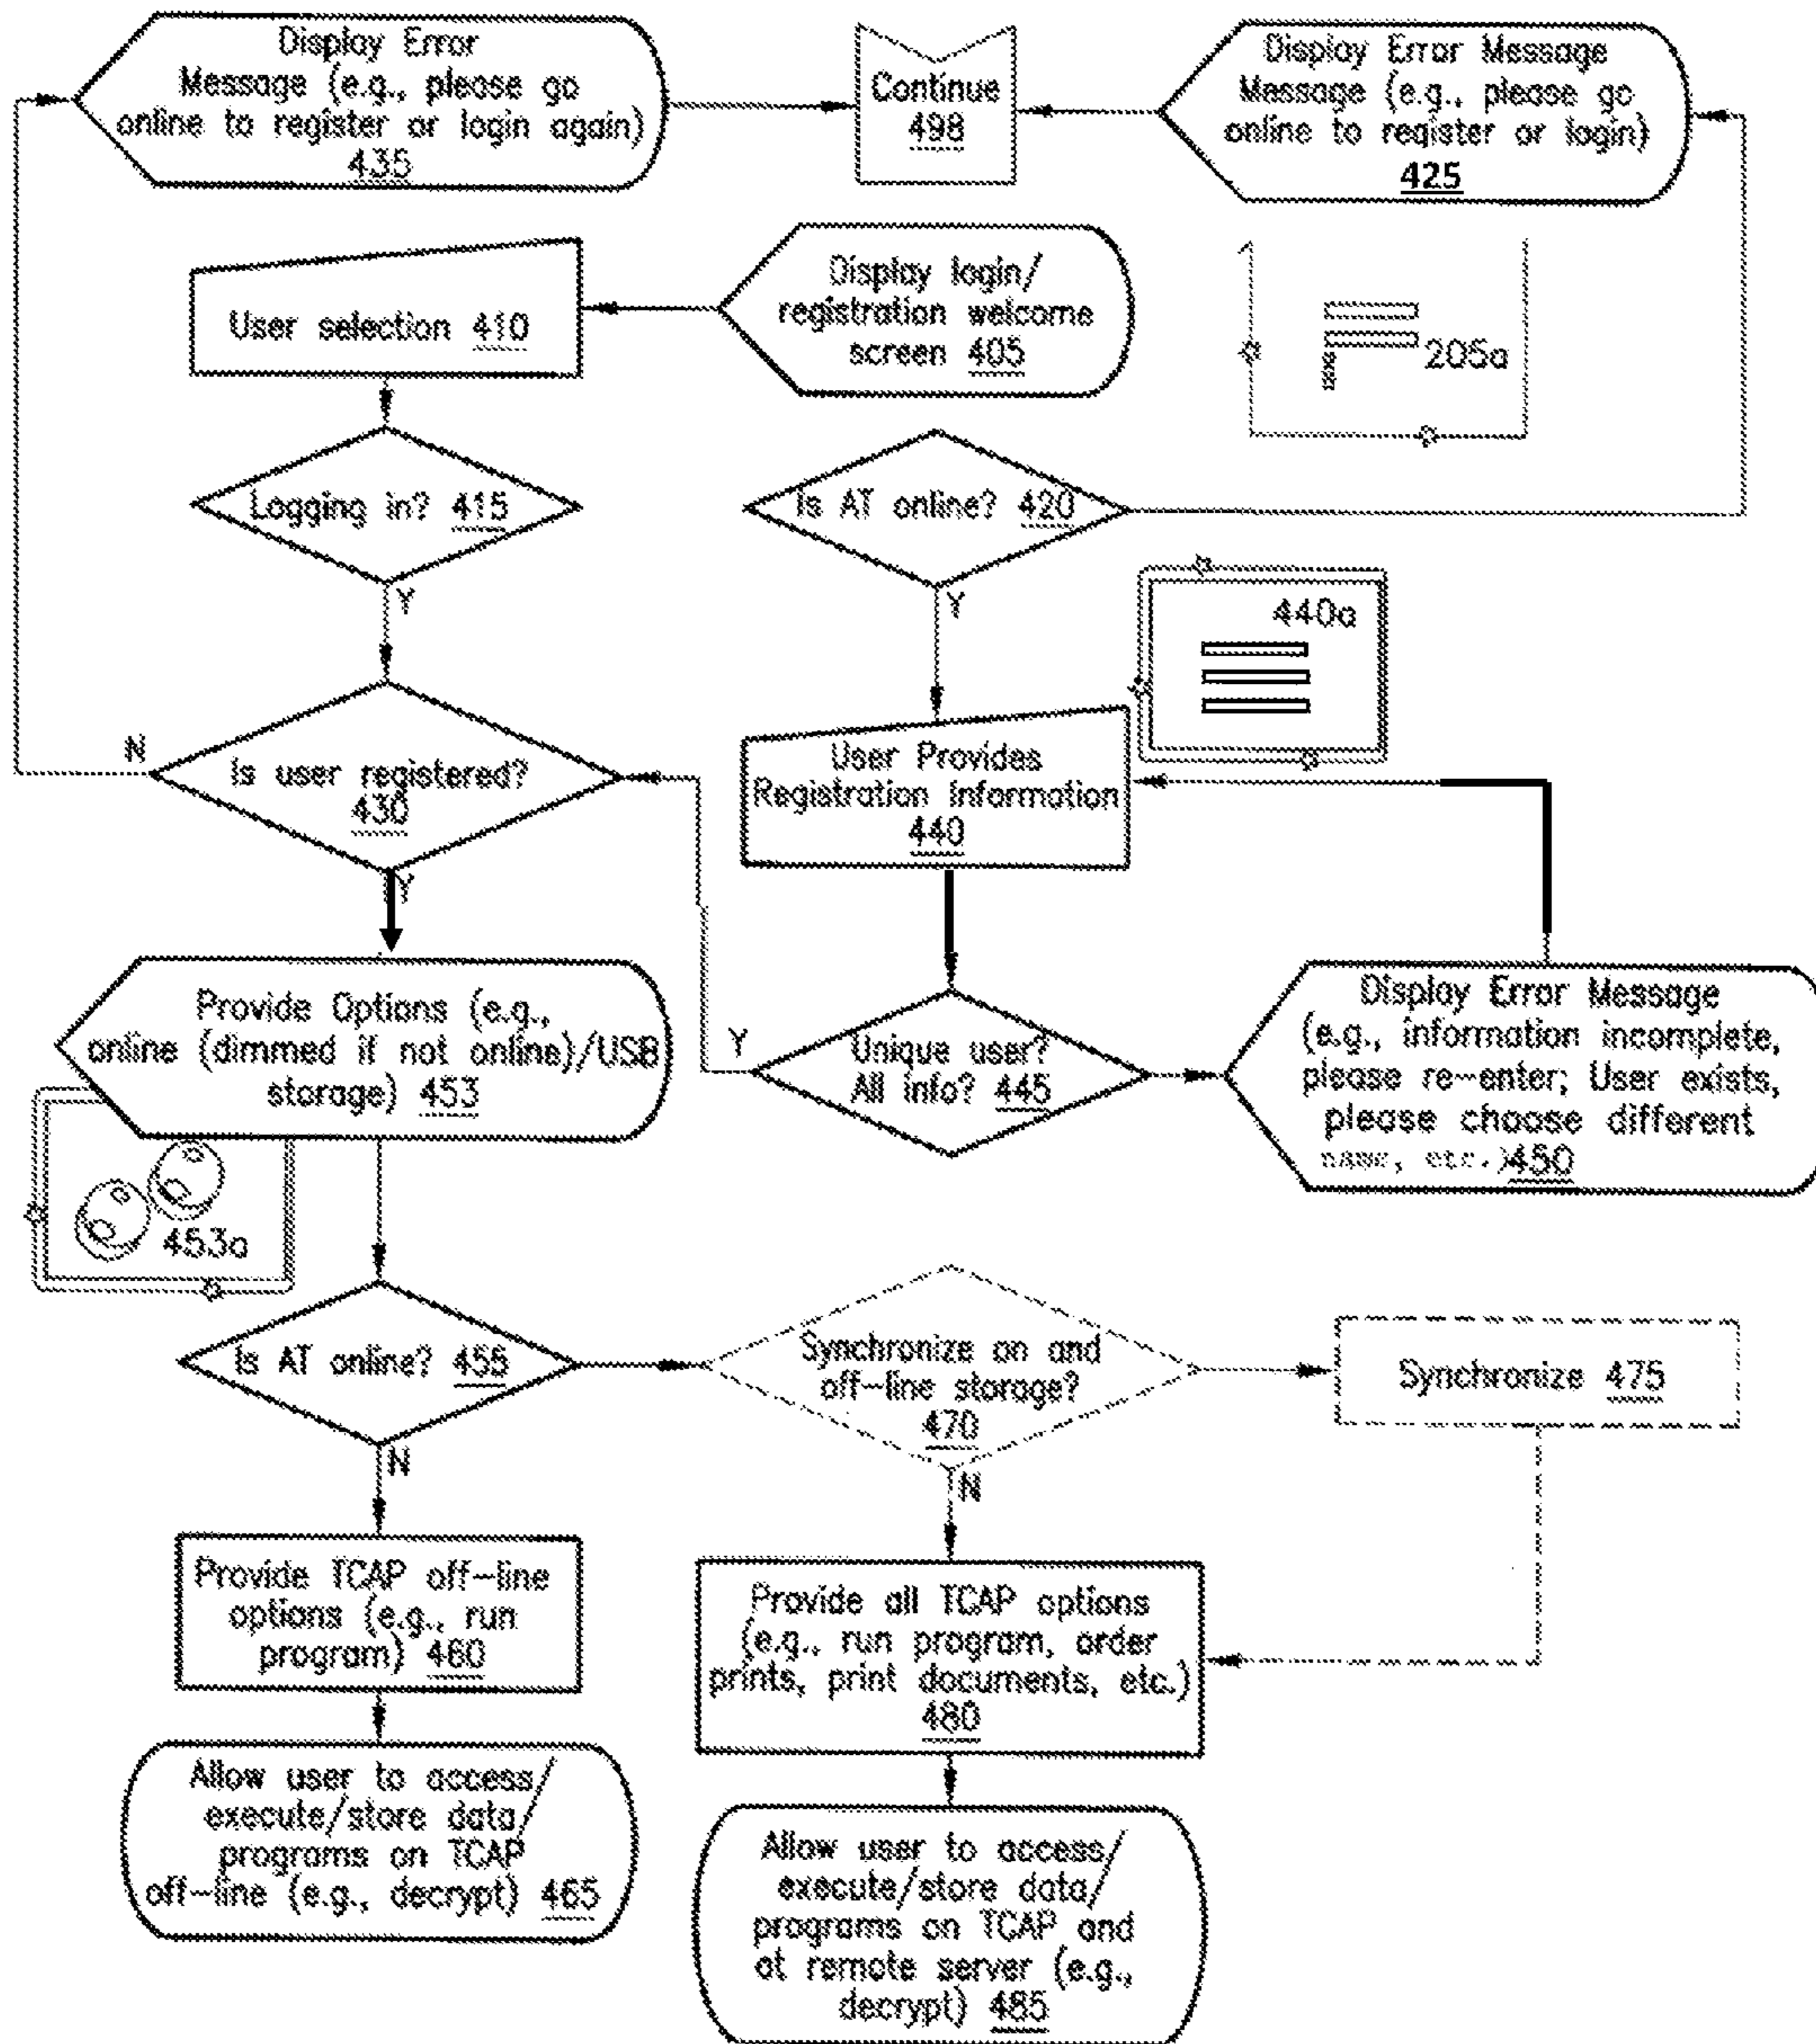 Display Error
Message (e.g., please go
online to register or login again)
435
Continue
498
Display Error Message
Message (e.g., please go
online to register or login)
425
User selection 410
Display login/
registration welcome
screen 405
205a
Logging in? 415
Y
Is AT online? 420
Y
440a
N
Is user registered?
430
Y
User Provides
Registration Information
440
Provide Options (e.g.,
online (dimmed if not online)/USB
storage) 453
453a
Y
Unique user?
All info? 445
Display Error Message
(e.g., information incomplete,
please re-enter; User exists,
please choose different
name, etc.)450
Is AT online? 455
N
Synchronize on and
off-line storage?
470
N
Synchronize 475
Provide TCAP off-line
options (e.g., run
program) 460
Provide all TCAP options
(e.g., run program, order
prints, print documents, etc.)
480
Allow user to access/
execute/store data/
programs on TCAP
off-line (e.g., decrypt) 465
Allow user to access/
execute/store data/
programs on TCAP and
at remote server (e.g.,
decrypt) 485